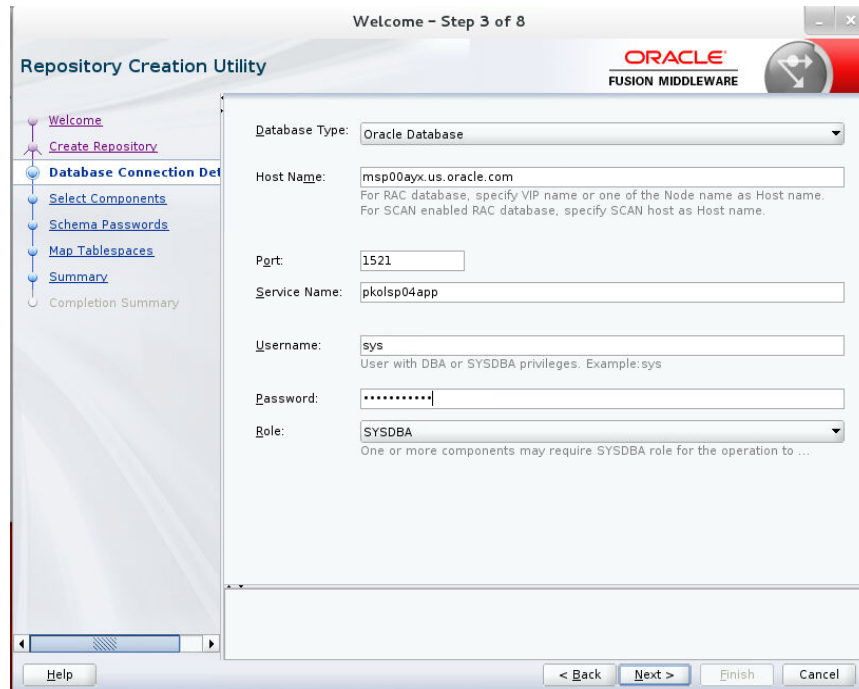 Welcome – Step 3 of 8
Repository Creation Utility
ORACLE
FUSION MIDDLEWARE
Welcome
Create Repository
Database Connection Det
Select Components
Schema Passwords
Map Tablespaces
Summary
Completion Summary
Database Type: Oracle Database
Host Name: msp00ayx.us.oracle.com
For RAC database, specify VIP name or one of the Node name as Host name.
For SCAN enabled RAC database, specify SCAN host as Host name.
Port: 1521
Service Name: pkolsp04app
Username: sys
User with DBA or SYSDBA privileges. Example:sys
Password: •••••••••••
Role: SYSDBA
One or more components may require SYSDBA role for the operation to ...
Help
< Back
Next >
Finish
Cancel